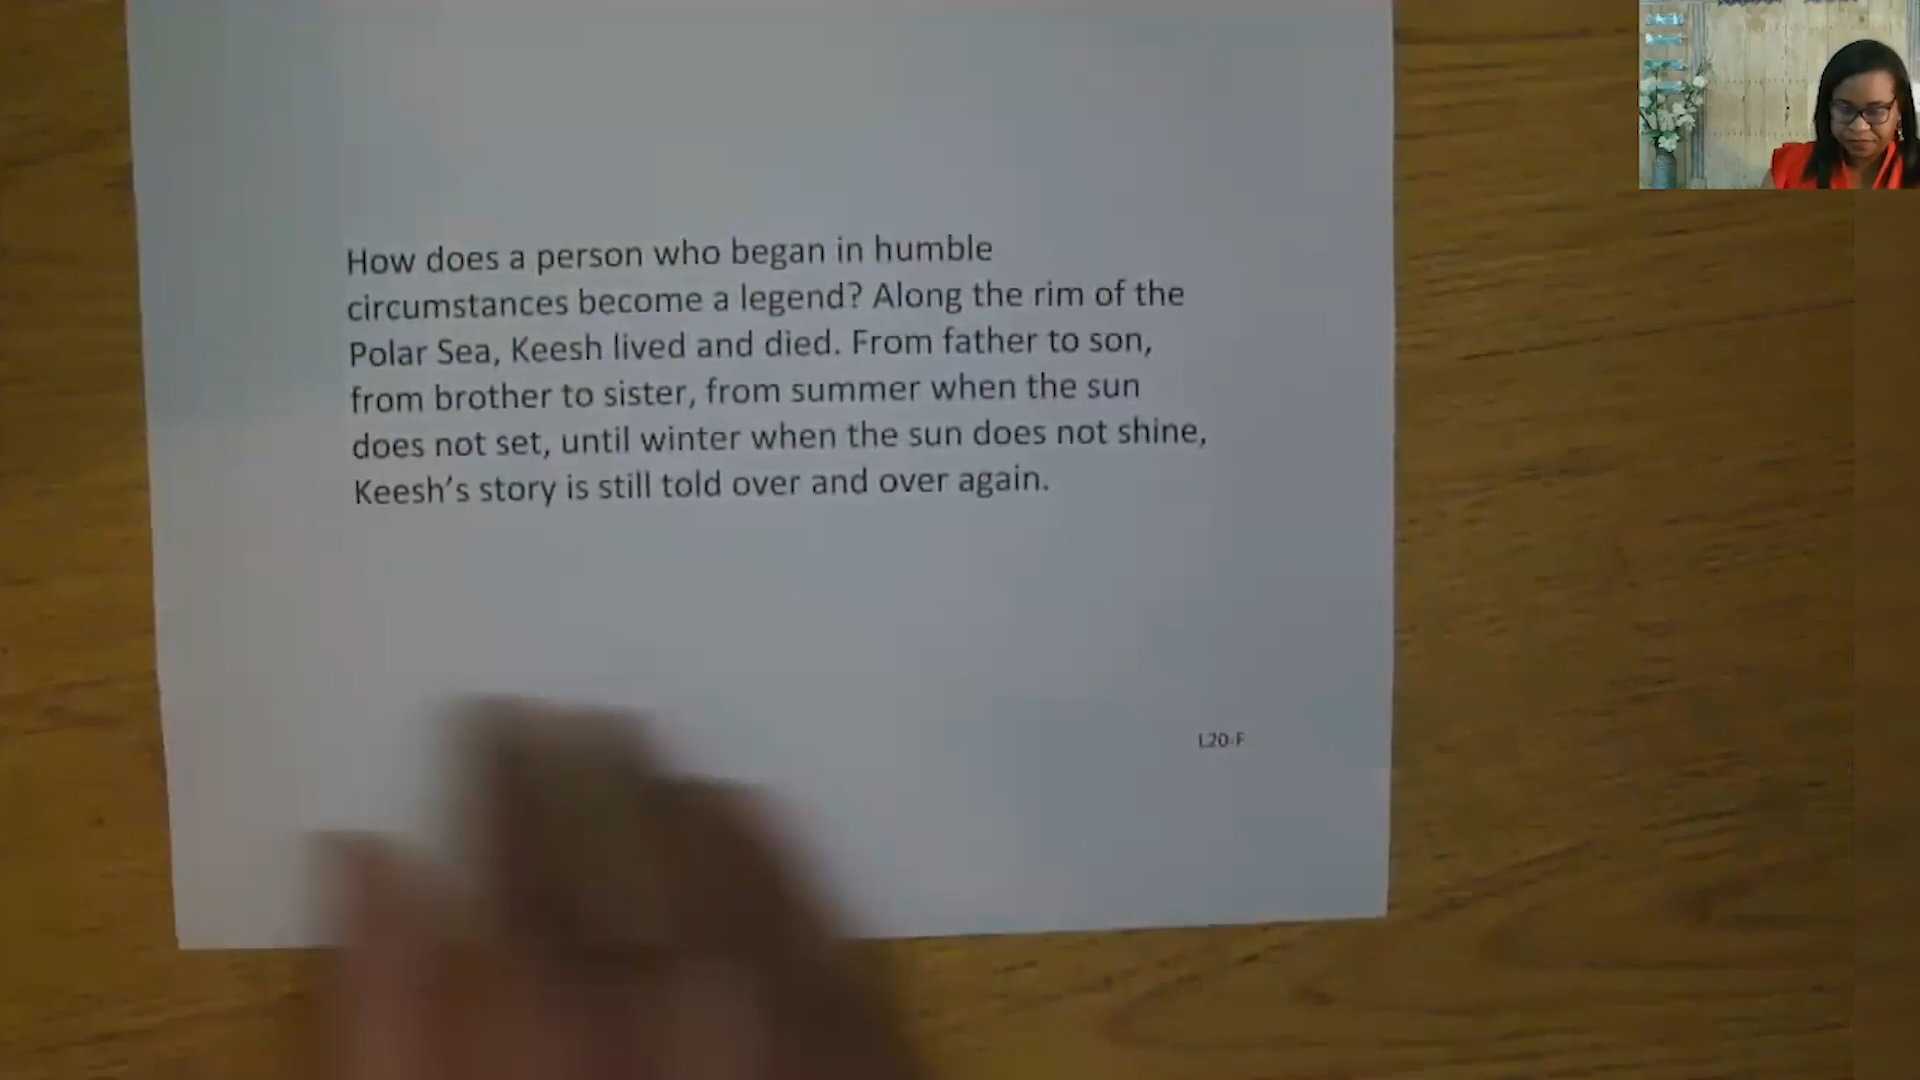 How does a person who began in humble
circumstances become a legend? Along the rim of the
Polar Sea, Keesh lived and died. From father to son,
from brother to sister, from summer when the sun
does not set, until winter when the sun does not shine,
Keesh’s story is still told over and over again.
L20-F